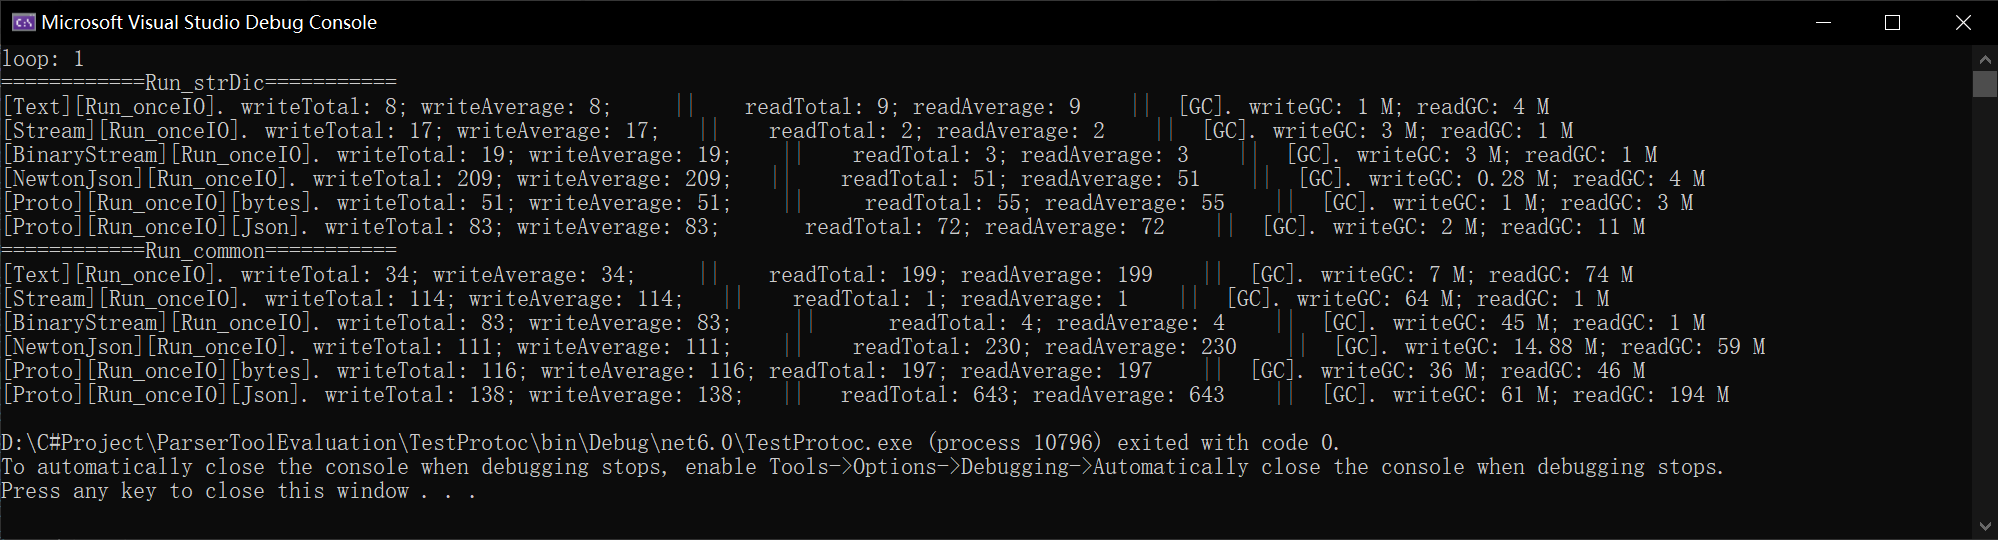 Microsoft Visual Studio Debug Console
loop: 1
============Run_strDic===========
[Text][Run_onceIO]. writeTotal: 8; writeAverage: 8; || readTotal: 9; readAverage: 9 || [GC]. writeGC: 1 M; readGC: 4 M
[Stream][Run_onceIO]. writeTotal: 17; writeAverage: 17; || readTotal: 2; readAverage: 2 || [GC]. writeGC: 3 M; readGC: 1 M
[BinaryStream][Run_onceIO]. writeTotal: 19; writeAverage: 19; || readTotal: 3; readAverage: 3 || [GC]. writeGC: 3 M; readGC: 1 M
[NewtonJson][Run_onceIO]. writeTotal: 209; writeAverage: 209; || readTotal: 51; readAverage: 51 || [GC]. writeGC: 0.28 M; readGC: 4 M
[Proto][Run_onceIO][bytes]. writeTotal: 51; writeAverage: 51; || readTotal: 55; readAverage: 55 || [GC]. writeGC: 1 M; readGC: 3 M
[Proto][Run_onceIO][Json]. writeTotal: 83; writeAverage: 83; readTotal: 72; readAverage: 72 || [GC]. writeGC: 2 M; readGC: 11 M
============Run_common===========
[Text][Run_onceIO]. writeTotal: 34; writeAverage: 34; || readTotal: 199; readAverage: 199 || [GC]. writeGC: 7 M; readGC: 74 M
[Stream][Run_onceIO]. writeTotal: 114; writeAverage: 114; || readTotal: 1; readAverage: 1 || [GC]. writeGC: 64 M; readGC: 1 M
[BinaryStream][Run_onceIO]. writeTotal: 83; writeAverage: 83; || readTotal: 4; readAverage: 4 || [GC]. writeGC: 45 M; readGC: 1 M
[NewtonJson][Run_onceIO]. writeTotal: 111; writeAverage: 111; || readTotal: 230; readAverage: 230 || [GC]. writeGC: 14.88 M; readGC: 59 M
[Proto][Run_onceIO][bytes]. writeTotal: 116; writeAverage: 116; readTotal: 197; readAverage: 197 || [GC]. writeGC: 36 M; readGC: 46 M
[Proto][Run_onceIO][Json]. writeTotal: 138; writeAverage: 138; || readTotal: 643; readAverage: 643 || [GC]. writeGC: 61 M; readGC: 194 M
D:\C#Project\ParserToolEvaluation\TestProtoc\bin\Debug\net6.0\TestProtoc.exe (process 10796) exited with code 0.
To automatically close the console when debugging stops, enable Tools->Options->Debugging->Automatically close the console when debugging stops.
Press any key to close this window . . .